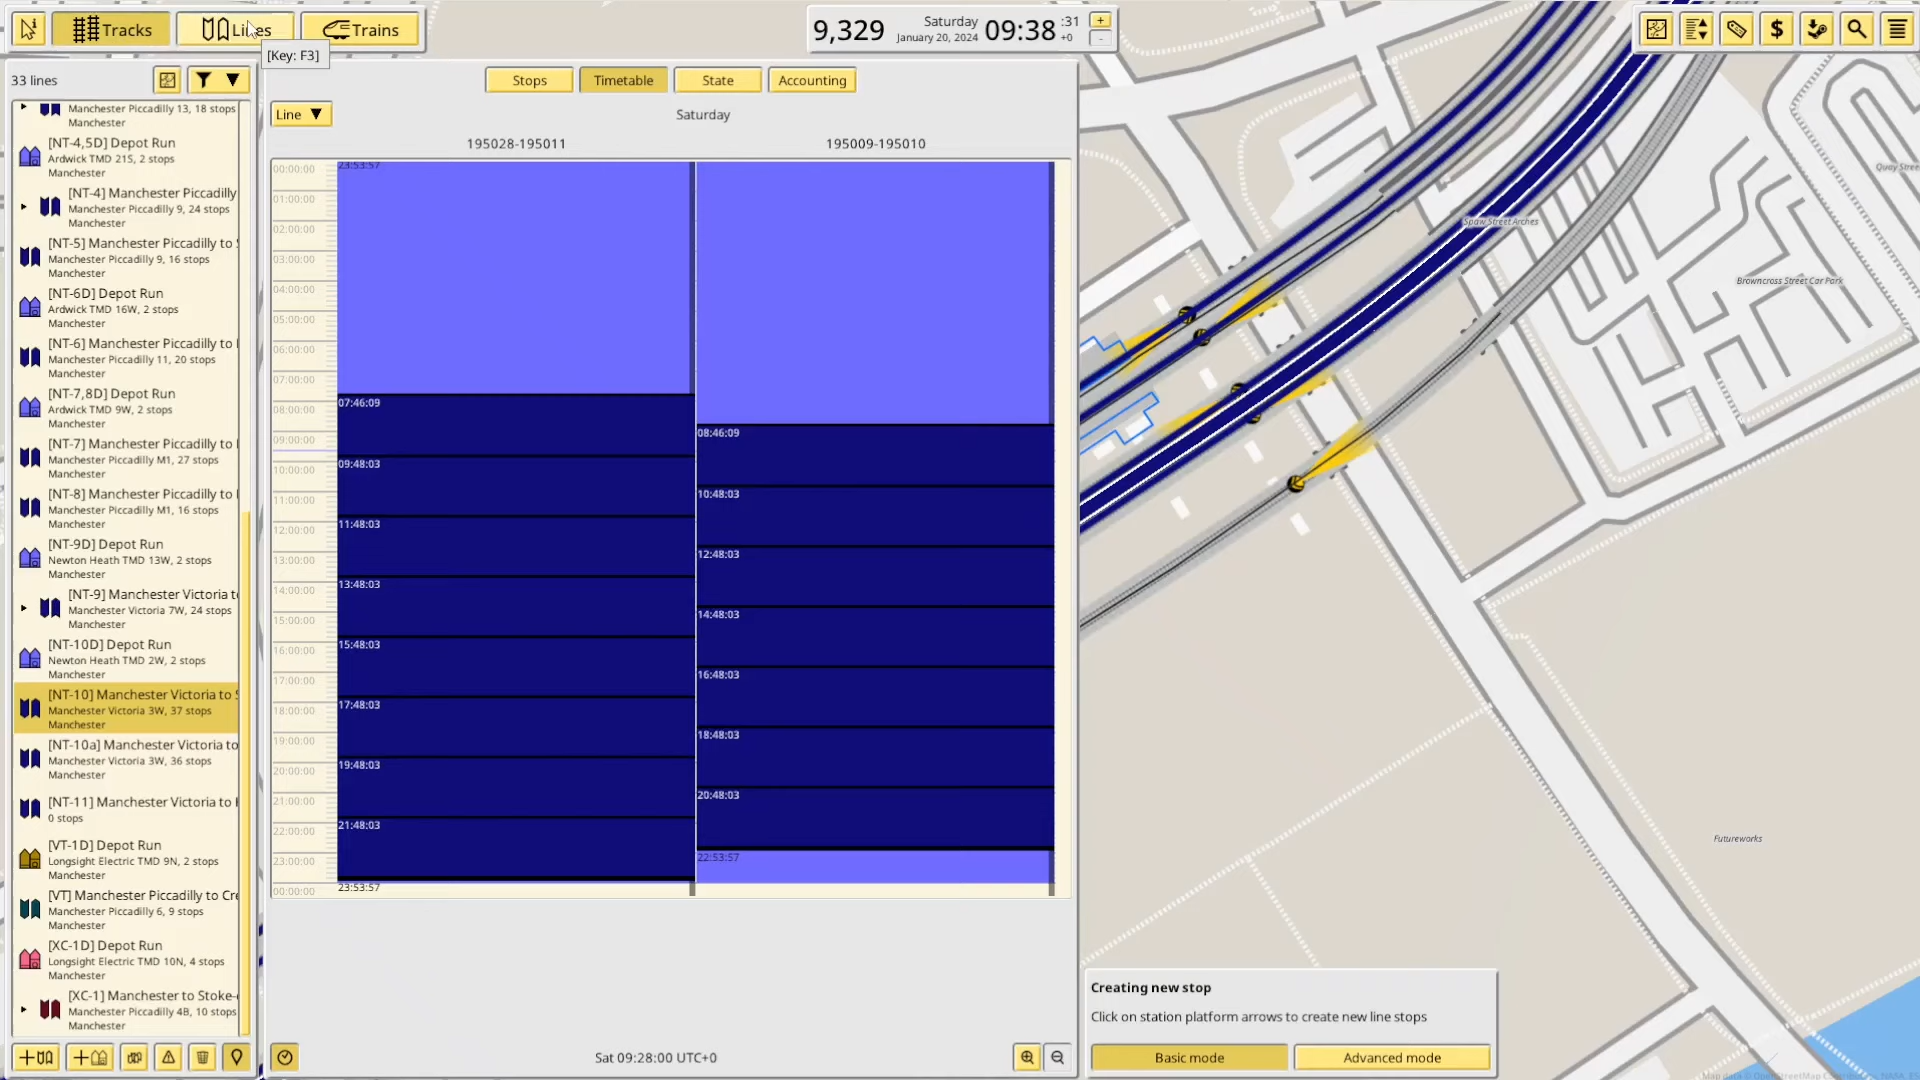 Tracks
Lines
Trains
[Key: F3]
9,329
Saturday
January 20, 2024
09:38
:31
+0
+
-
$
33 lines
Manchester Piccadilly 13, 18 stops
Manchester
[NT-4,5D] Depot Run
Ardwick TMD 21S, 2 stops
Manchester
[NT-4] Manchester Piccadilly
Manchester Piccadilly 9, 24 stops
Manchester
[NT-5] Manchester Piccadilly to
Manchester Piccadilly 9, 16 stops
Manchester
[NT-6D] Depot Run
Ardwick TMD 16W, 2 stops
Manchester
[NT-6] Manchester Piccadilly to
Manchester Piccadilly 11, 20 stops
Manchester
[NT-7,8D] Depot Run
Ardwick TMD 9W, 2 stops
Manchester
[NT-7] Manchester Piccadilly to
Manchester Piccadilly M1, 27 stops
Manchester
[NT-8] Manchester Piccadilly to
Manchester Piccadilly M1, 16 stops
Manchester
[NT-9D] Depot Run
Newton Heath TMD 13W, 2 stops
Manchester
[NT-9] Manchester Victoria to
Manchester Victoria 7W, 24 stops
Manchester
[NT-10D] Depot Run
Newton Heath TMD 2W, 2 stops
Manchester
[NT-10] Manchester Victoria to S
Manchester Victoria 3W, 37 stops
Manchester
[NT-10a] Manchester Victoria to
Manchester Victoria 3W, 36 stops
Manchester
[NT-11] Manchester Victoria to
0 stops
[VT-1D] Depot Run
Longsight Electric TMD 9N, 2 stops
Manchester
[VT] Manchester Piccadilly to Cre
Manchester Piccadilly 6, 9 stops
Manchester
[XC-1D] Depot Run
Longsight Electric TMD 10N, 4 stops
Manchester
[XC-1] Manchester to Stoke-
Manchester Piccadilly 4B, 10 stops
Manchester
Stops
Timetable
State
Accounting
Line
Saturday
195028-195011
195009-195010
00:00:00
01:00:00
02:00:00
03:00:00
04:00:00
05:00:00
06:00:00
07:00:00
08:00:00
09:00:00
10:00:00
11:00:00
12:00:00
13:00:00
14:00:00
15:00:00
16:00:00
17:00:00
18:00:00
19:00:00
20:00:00
21:00:00
22:00:00
23:00:00
00:00:00
23:53:57
07:46:09
09:48:03
11:48:03
13:48:03
15:48:03
17:48:03
19:48:03
21:48:03
23:53:57
08:46:09
10:48:03
12:48:03
14:48:03
16:48:03
18:48:03
20:48:03
22:53:57
Sat 09:28:00 UTC+0
Quay Stree
Spaw Street Arches
Browncross Street Car Park
Futureworks
Creating new stop
Click on station platform arrows to create new line stops
Basic mode
Advanced mode